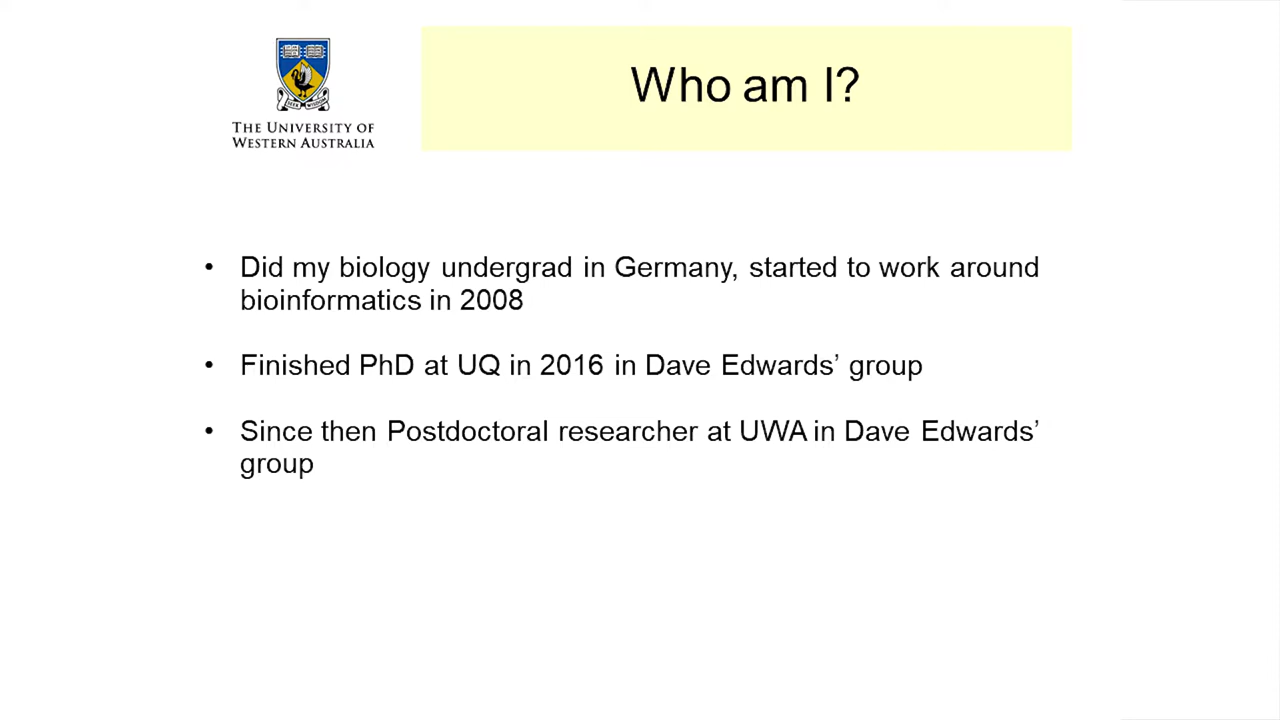 SEEK WISDOM
THE UNIVERSITY OF
WESTERN AUSTRALIA
Who am I?
• Did my biology undergrad in Germany, started to work around
bioinformatics in 2008
• Finished PhD at UQ in 2016 in Dave Edwards’ group
• Since then Postdoctoral researcher at UWA in Dave Edwards’
group